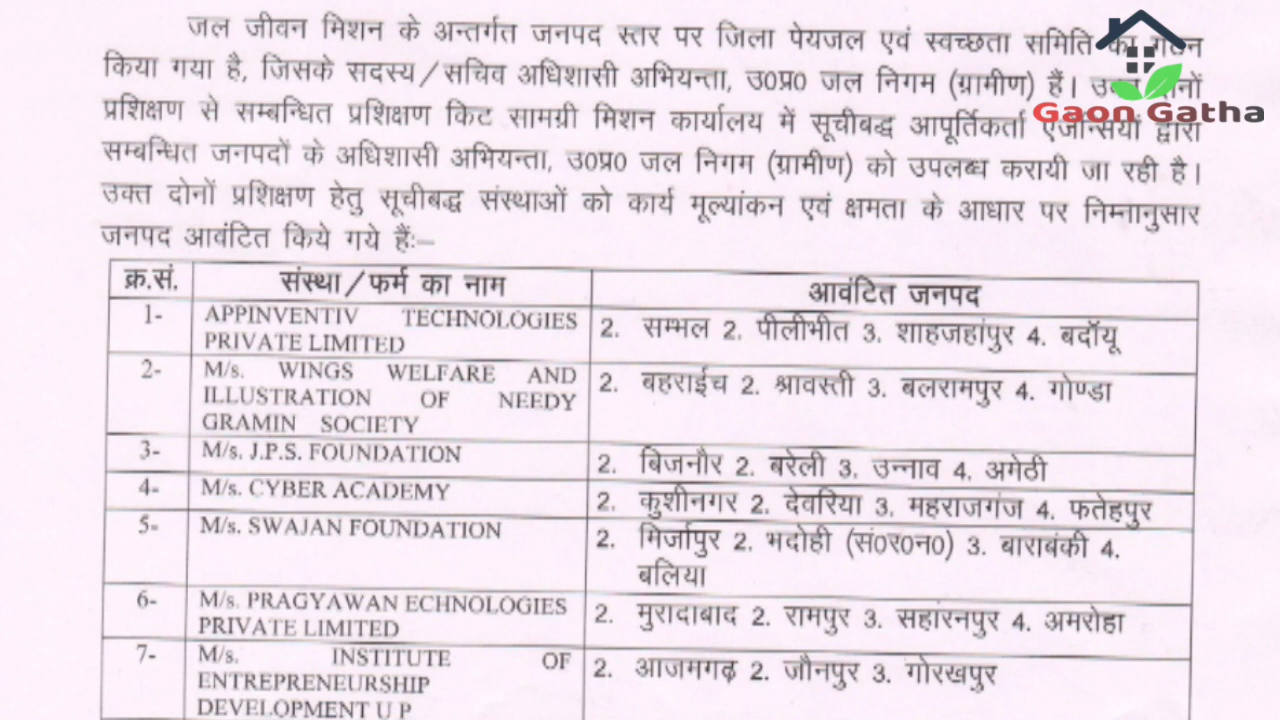 जल जीवन मिशन के अन्तर्गत जनपद स्तर पर जिला पेयजल एवं स्वच्छता समिति का गठन
किया गया है, जिसके सदस्य/सचिव अधिशासी अभियन्ता, उ0प्र0 जल निगम (ग्रामीण) हैं। उक्त दोनों
प्रशिक्षण से सम्बन्धित प्रशिक्षण किट सामग्री मिशन कार्यालय में सूचीबद्ध आपूर्तिकर्ता एजेन्सियों द्वारा
सम्बन्धित जनपदों के अधिशासी अभियन्ता, उ0प्र0 जल निगम (ग्रामीण) को उपलब्ध करायी जा रही है।
उक्त दोनों प्रशिक्षण हेतु सूचीबद्ध संस्थाओं को कार्य मूल्यांकन एवं क्षमता के आधार पर निम्नानुसार
जनपद आवंटित किये गये हैं:–
Gaon Gatha
क्र.सं. संस्था/फर्म का नाम आवंटित जनपद
1- APPINVENTIV TECHNOLOGIES
PRIVATE LIMITED
2. सम्भल 2. पीलीभीत 3. शाहजहांपुर 4. बदॉयू
2- M/s. WINGS WELFARE AND
ILLUSTRATION OF NEEDY
GRAMIN SOCIETY
2. बहराईच 2. श्रावस्ती 3. बलरामपुर 4. गोण्डा
3- M/s. J.P.S. FOUNDATION
2. बिजनौर 2. बरेली 3. उन्नाव 4. अमेठी
4- M/s. CYBER ACADEMY
2. कुशीनगर 2. देवरिया 3. महराजगंज 4. फतेहपुर
5- M/s. SWAJAN FOUNDATION
2. मिर्जापुर 2. भदोही (सं0र0न0) 3. बाराबंकी 4.
बलिया
6- M/s. PRAGYAWAN ECHNOLOGIES
PRIVATE LIMITED
2. मुरादाबाद 2. रामपुर 3. सहांरनपुर 4. अमरोहा
7- M/s. INSTITUTE OF
ENTREPRENEURSHIP
DEVELOPMENT U P
2. आजमगढ़ 2. जौनपुर 3. गोरखपुर